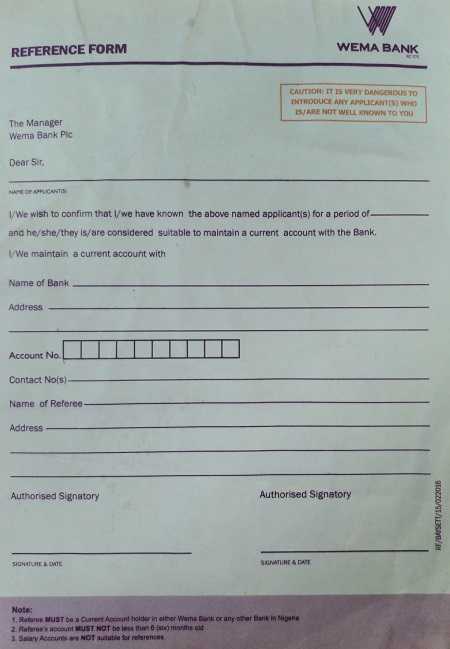 REFERENCE FORM
WEMA BANK
CAUTION: IT IS VERY DANGEROUS TO
INTRODUCE ANY APPLICANT(S) WHO
IS/ARE NOT WELL KNOWN TO YOU
The Manager
Wema Bank Plc
Dear Sir,
NAME OF APPLICANT(S)
I/We wish to confirm that I/we have known the above named applicant(s) for a period of
and he/she/they is/are considered suitable to maintain a current account with the Bank.
I/We maintain a current account with
Name of Bank
Address
Account No.
Contact No(s)
Name of Referee
Address
Authorised Signatory
Authorised Signatory
SIGNATURE & DATE
SIGNATURE & DATE
Note:
1. Referee MUST be a Current Account holder in either Wema Bank or any other Bank in Nigeria
2. Referee's account MUST NOT be less than 6 (six) months old
3. Salary Accounts are NOT suitable for references.